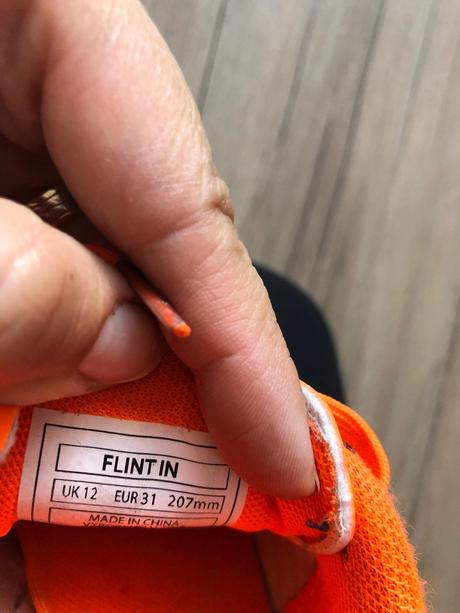 FLINT IN
UK 12 EUR 31 207mm
MADE IN CHINA